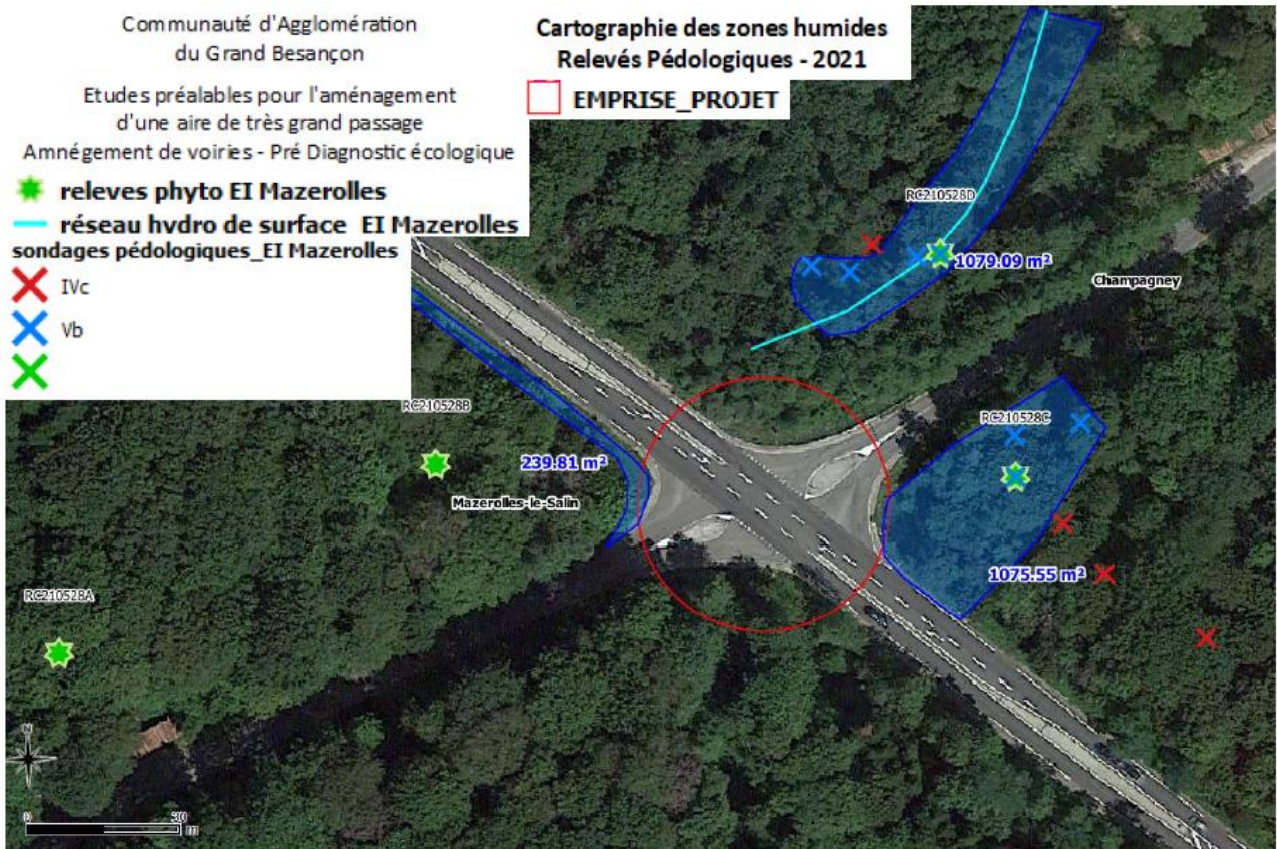 Communauté d'Agglomération
du Grand Besançon
Etudes préalables pour l'aménagement
d'une aire de très grand passage
Amnégement de voiries - Pré Diagnostic écologique
releves phyto EI Mazerolles
réseau hydro de surface EI Mazerolles
sondages pédologiques_EI Mazerolles
IVc
Vb
Cartographie des zones humides
Relevés Pédologiques - 2021
EMPRISE_PROJET
RC210528D
1079.09 m²
Champagney
RC210528B
RC210528C
239.81 m²
Mazerolles-le-Salin
1075.55 m²
RC210528A
N
0
30
m